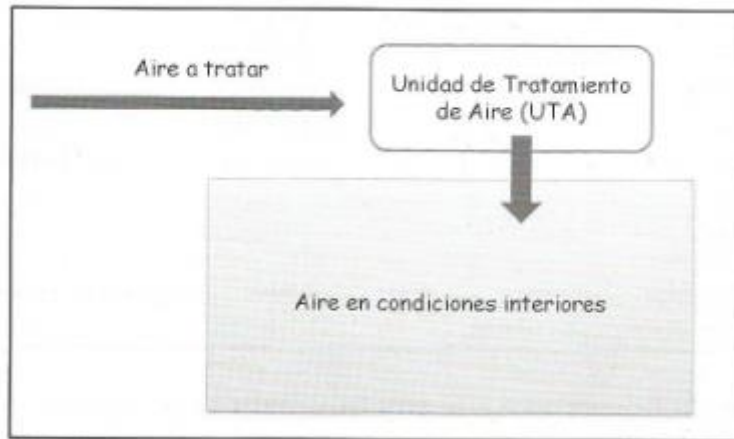 Aire a tratar
Unidad de Tratamiento
de Aire (UTA)
Aire en condiciones interiores